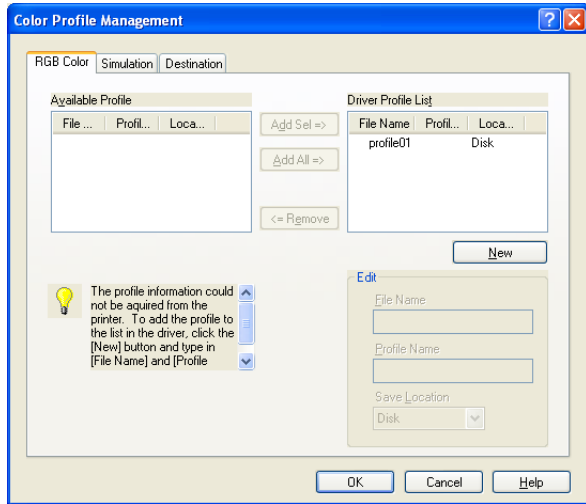 Color Profile Management
RGB Color Simulation Destination
Available Profile
File ... Profil... Loca...
Add Sel =>
Add All =>
<= Remove
Driver Profile List
File Name Profil... Loca...
profile01 Disk
New
The profile information could
not be aquired from the
printer. To add the profile to
the list in the driver, click the
[New] button and type in
[File Name] and [Profile
Edit
File Name
Profile Name
Save Location
Disk
OK Cancel Help